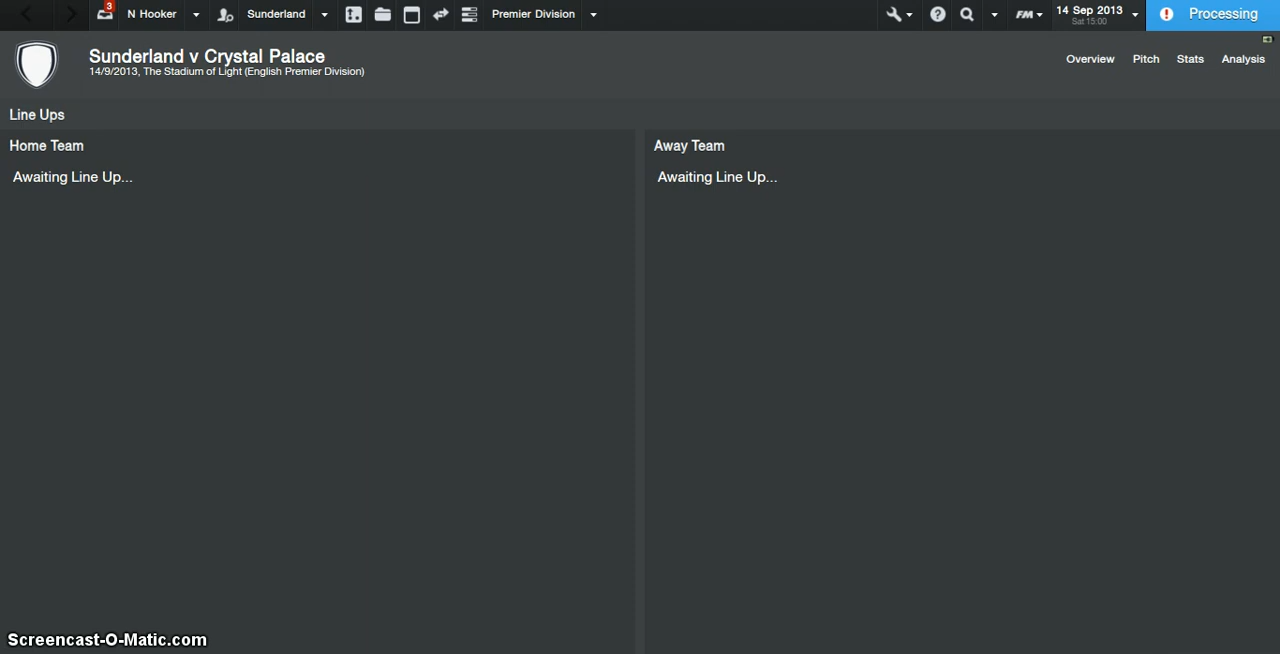 3
N Hooker
Sunderland
Premier Division
FM
14 Sep 2013
Sat 15:00
Processing
Sunderland v Crystal Palace
14/9/2013, The Stadium of Light (English Premier Division)
Overview Pitch Stats Analysis
Line Ups
Home Team
Awaiting Line Up...
Away Team
Awaiting Line Up...
Screencast-O-Matic.com